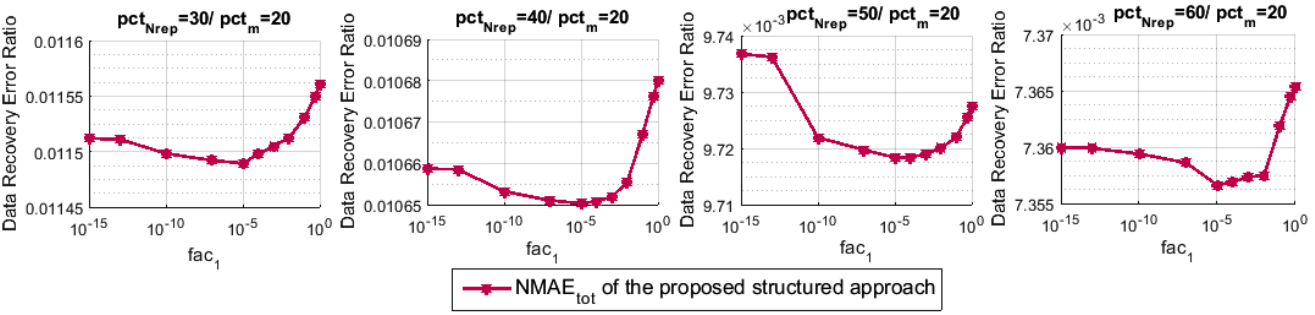 pct_Nrep=30/ pct_m=20
Data Recovery Error Ratio
0.0116
0.01155
0.0115
0.01145
10^-15
10^-10
10^-5
10^0
fac_1
pct_Nrep=40/ pct_m=20
Data Recovery Error Ratio
0.01069
0.01068
0.01067
0.01066
0.01065
10^-15
10^-10
10^-5
10^0
fac_1
×10^-3 pct_Nrep=50/ pct_m=20
Data Recovery Error Ratio
9.74
9.73
9.72
9.71
10^-15
10^-10
10^-5
10^0
fac_1
×10^-3 pct_Nrep=60/ pct_m=20
Data Recovery Error Ratio
7.37
7.365
7.36
7.355
10^-15
10^-10
10^-5
10^0
fac_1
NMAE_tot of the proposed structured approach